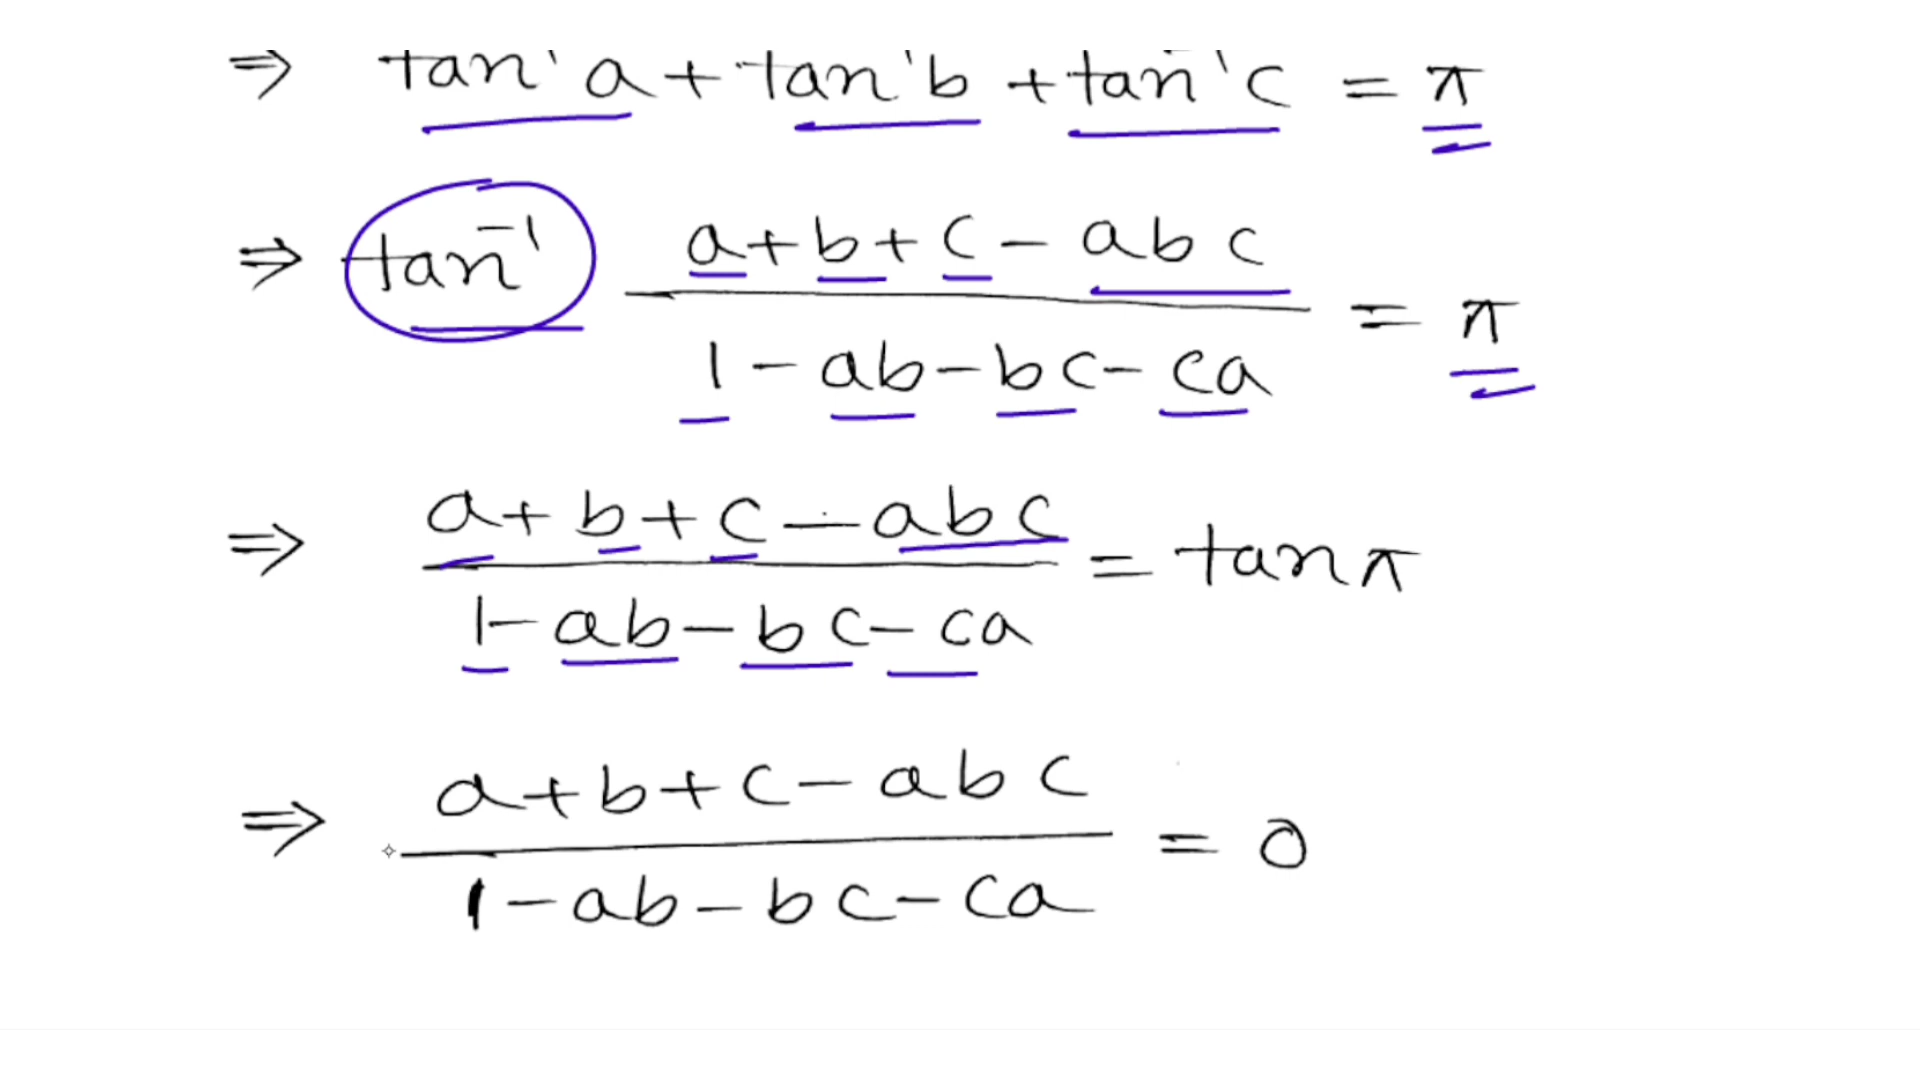 ⇒ tan⁻¹a + tan⁻¹b + tan⁻¹c = π
⇒ tan⁻¹ (a+b+c-abc)/(1-ab-bc-ca) = π
⇒ (a+b+c-abc)/(1-ab-bc-ca) = tanπ
⇒ (a+b+c-abc)/(1-ab-bc-ca) = 0